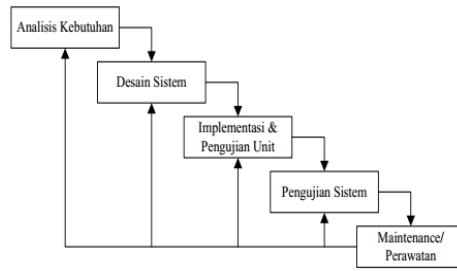 Analisis Kebutuhan
Desain Sistem
Implementasi &
Pengujian Unit
Pengujian Sistem
Maintenance/
Perawatan